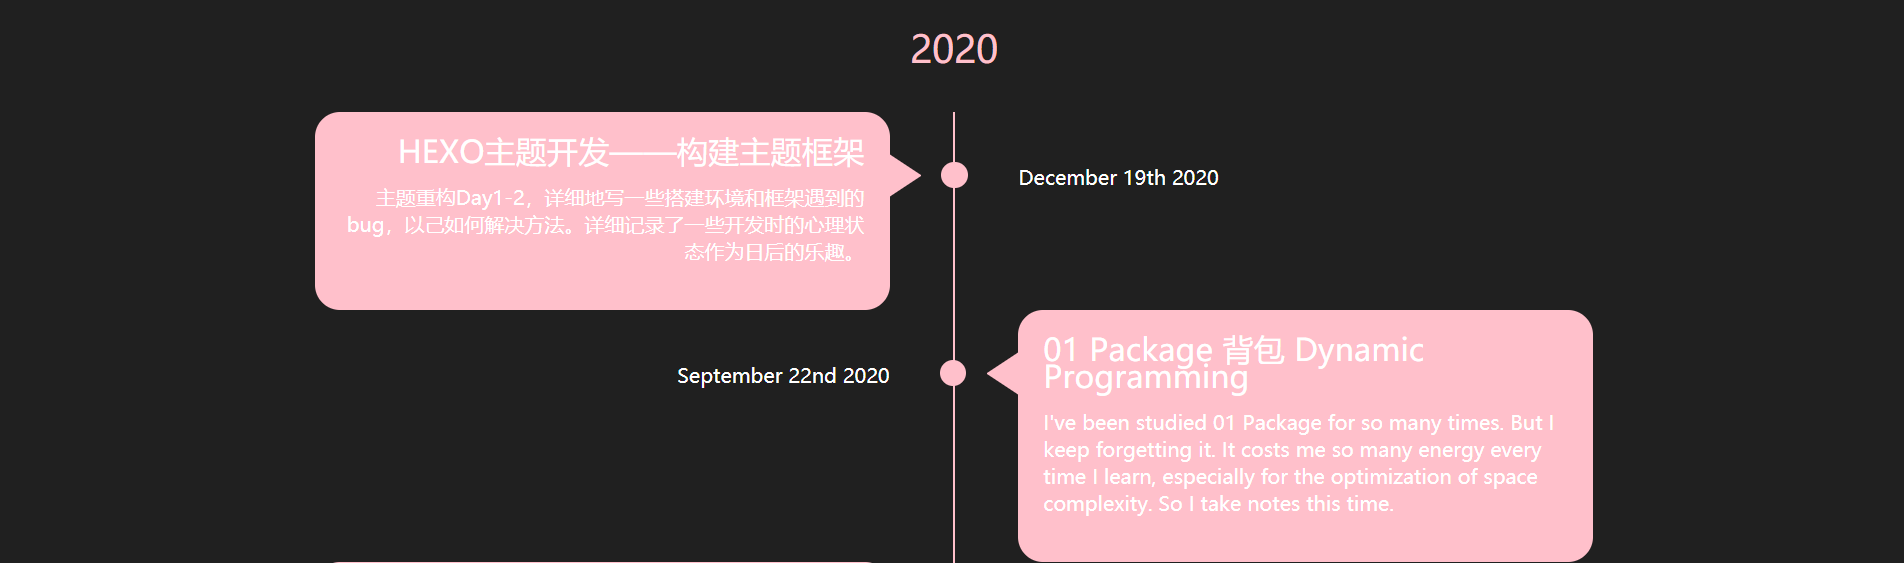 2020
HEXO主题开发——构建主题框架
主题重构Day1-2，详细地写一些搭建环境和框架遇到的
bug，以己如何解决方法。详细记录了一些开发时的心理状
态作为日后的乐趣。
December 19th 2020
September 22nd 2020
01 Package 背包 Dynamic
Programming
I've been studied 01 Package for so many times. But I
keep forgetting it. It costs me so many energy every
time I learn, especially for the optimization of space
complexity. So I take notes this time.